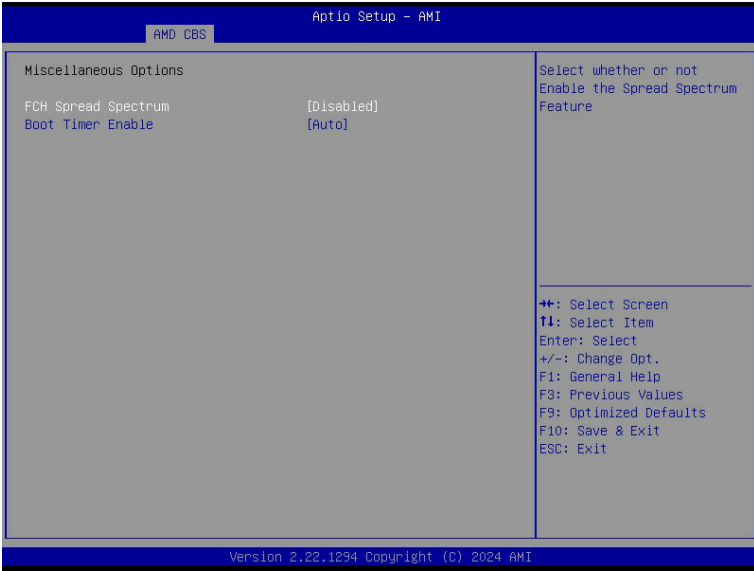 Aptio Setup - AMI
AMD CBS
Miscellaneous Options
FCH Spread Spectrum [Disabled]
Boot Timer Enable [Auto]
Select whether or not
Enable the Spread Spectrum
Feature
→←: Select Screen
↑↓: Select Item
Enter: Select
+/-: Change Opt.
F1: General Help
F3: Previous Values
F9: Optimized Defaults
F10: Save & Exit
ESC: Exit
Version 2.22.1294 Copyright (C) 2024 AMI